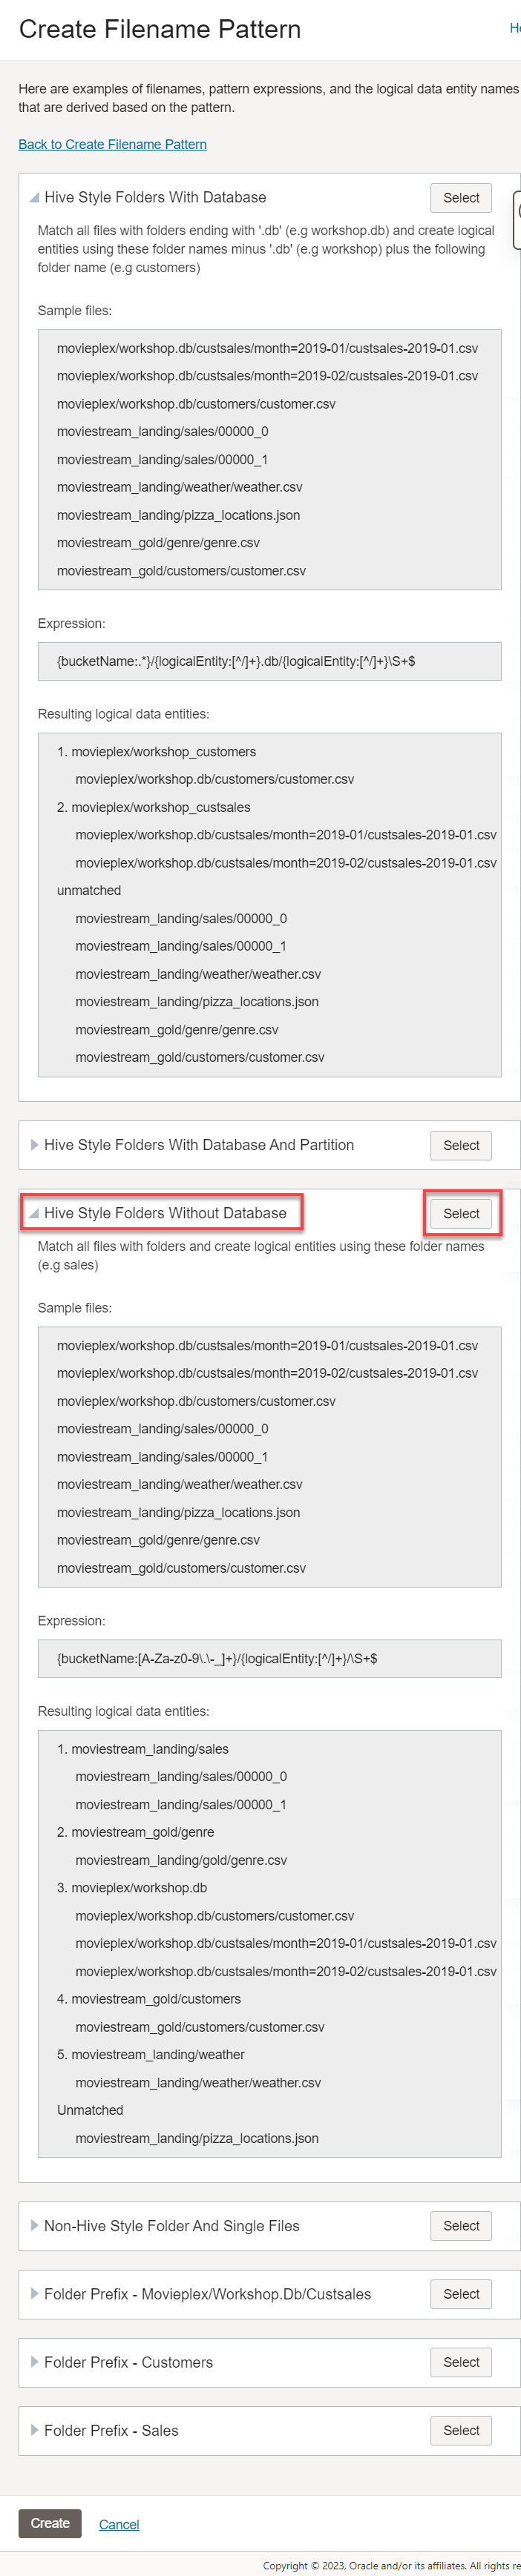 Create Filename Pattern
Here are examples of filenames, pattern expressions, and the logical data entity names
that are derived based on the pattern.
Back to Create Filename Pattern
Hive Style Folders With Database
Select
Match all files with folders ending with '.db' (e.g workshop.db) and create logical
entities using these folder names minus '.db' (e.g workshop) plus the following
folder name (e.g customers)
Sample files:
movieplex/workshop.db/custsales/month=2019-01/custsales-2019-01.csv
movieplex/workshop.db/custsales/month=2019-02/custsales-2019-01.csv
movieplex/workshop.db/customers/customer.csv
moviestream_landing/sales/00000_0
moviestream_landing/sales/00000_1
moviestream_landing/weather/weather.csv
moviestream_landing/pizza_locations.json
moviestream_gold/genre/genre.csv
moviestream_gold/customers/customer.csv
Expression:
{bucketName:.*}/{logicalEntity:[^/]+}.db/{logicalEntity:[^/]+}\S+$
Resulting logical data entities:
1. movieplex/workshop_customers
movieplex/workshop.db/customers/customer.csv
2. movieplex/workshop_custsales
movieplex/workshop.db/custsales/month=2019-01/custsales-2019-01.csv
movieplex/workshop.db/custsales/month=2019-02/custsales-2019-01.csv
unmatched
moviestream_landing/sales/00000_0
moviestream_landing/sales/00000_1
moviestream_landing/weather/weather.csv
moviestream_landing/pizza_locations.json
moviestream_gold/genre/genre.csv
moviestream_gold/customers/customer.csv
Hive Style Folders With Database And Partition
Select
Hive Style Folders Without Database
Select
Match all files with folders and create logical entities using these folder names
(e.g sales)
Sample files:
movieplex/workshop.db/custsales/month=2019-01/custsales-2019-01.csv
movieplex/workshop.db/custsales/month=2019-02/custsales-2019-01.csv
movieplex/workshop.db/customers/customer.csv
moviestream_landing/sales/00000_0
moviestream_landing/sales/00000_1
moviestream_landing/weather/weather.csv
moviestream_landing/pizza_locations.json
moviestream_gold/genre/genre.csv
moviestream_gold/customers/customer.csv
Expression:
{bucketName:[A-Za-z0-9\.\-_]+}/{logicalEntity:[^/]+}/\S+$
Resulting logical data entities:
1. moviestream_landing/sales
moviestream_landing/sales/00000_0
moviestream_landing/sales/00000_1
2. moviestream_gold/genre
moviestream_landing/gold/genre.csv
3. movieplex/workshop.db
movieplex/workshop.db/customers/customer.csv
movieplex/workshop.db/custsales/month=2019-01/custsales-2019-01.csv
movieplex/workshop.db/custsales/month=2019-02/custsales-2019-01.csv
4. moviestream_gold/customers
moviestream_gold/customers/customer.csv
5. moviestream_landing/weather
moviestream_landing/weather/weather.csv
Unmatched
moviestream_landing/pizza_locations.json
Non-Hive Style Folder And Single Files
Select
Folder Prefix - Movieplex/Workshop.Db/Custsales
Select
Folder Prefix - Customers
Select
Folder Prefix - Sales
Select
Create
Cancel
Copyright © 2023, Oracle and/or its affiliates. All rights re